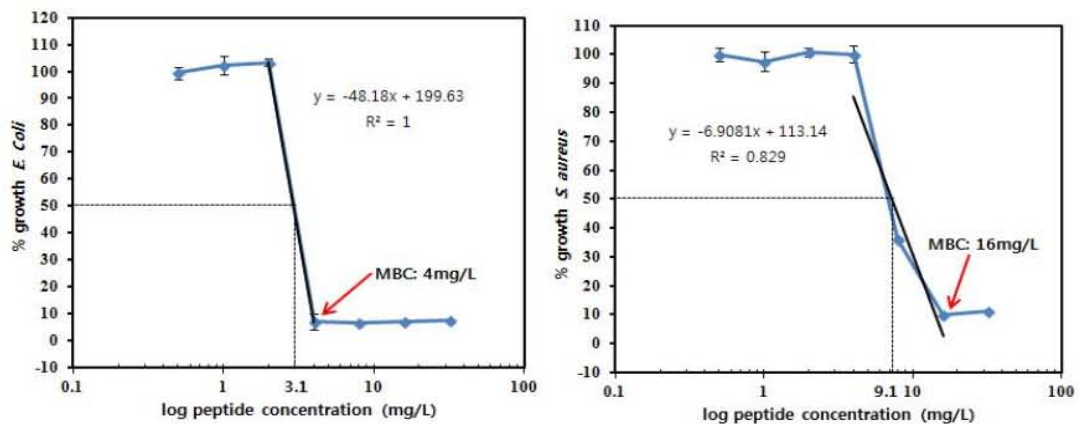 120
110
100
90
80
70
60
50
40
30
20
10
0
-10
% growth E. Coli
y = -48.18x + 199.63
R² = 1
MBC: 4mg/L
0.1 1 3.1 10 100
log peptide concentration (mg/L)
120
110
100
90
80
70
60
50
40
30
20
10
0
-10
% growth S. aureus
y = -6.9081x + 113.14
R² = 0.829
MBC: 16mg/L
0.1 1 9.1 10 100
log peptide concentration (mg/L)